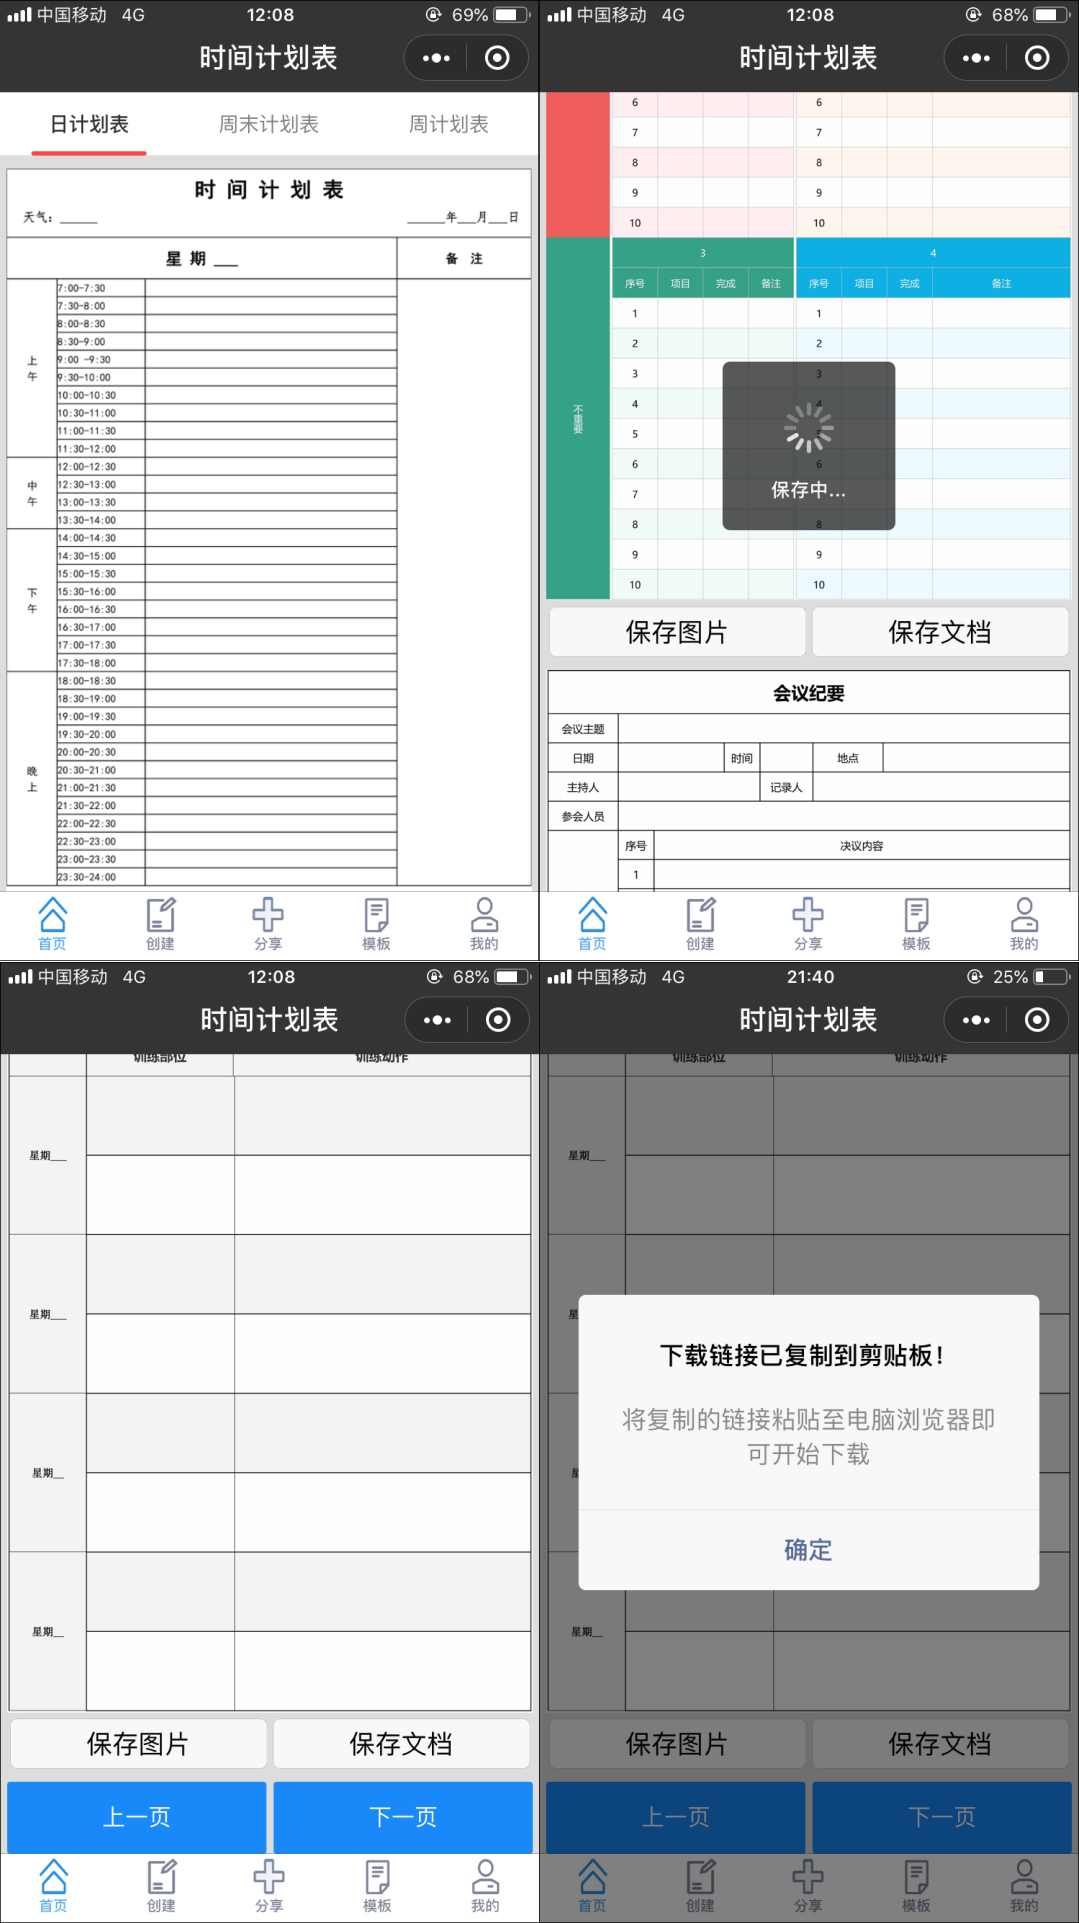 中国移动 4G 12:08 69%
时间计划表
日计划表 周末计划表 周计划表
时间计划表
天气：_____ _____年___月___日
星期___ 备 注
上午
7:00-7:30
7:30-8:00
8:00-8:30
8:30-9:00
9:00 -9:30
9:30-10:00
10:00-10:30
10:30-11:00
11:00-11:30
11:30-12:00
中午
12:00-12:30
12:30-13:00
13:00-13:30
13:30-14:00
下午
14:00-14:30
14:30-15:00
15:00-15:30
15:30-16:00
16:00-16:30
16:30-17:00
17:00-17:30
17:30-18:00
晚上
18:00-18:30
18:30-19:00
19:00-19:30
19:30-20:00
20:00-20:30
20:30-21:00
21:00-21:30
21:30-22:00
22:00-22:30
22:30-23:00
23:00-23:30
23:30-24:00
首页 创建 分享 模板 我的
中国移动 4G 12:08 68%
时间计划表
6 6
7 7
8 8
9 9
10 10
3 4
序号 项目 完成 备注 序号 项目 完成 备注
不重要
1 1
2 2
3 3
4 4
5 5
6 6
7
8 8
9 9
10 10
保存中...
保存图片 保存文档
会议纪要
会议主题
日期 时间 地点
主持人 记录人
参会人员
序号 决议内容
1
首页 创建 分享 模板 我的
中国移动 4G 12:08 68%
时间计划表
训练部位 训练动作
星期___
星期___
星期__
星期__
保存图片 保存文档
上一页 下一页
首页 创建 分享 模板 我的
中国移动 4G 21:40 25%
时间计划表
训练部位 训练动作
星期___
星
星
星期__
下载链接已复制到剪贴板！
将复制的链接粘贴至电脑浏览器即
可开始下载
确定
保存图片 保存文档
上一页 下一页
首页 创建 分享 模板 我的